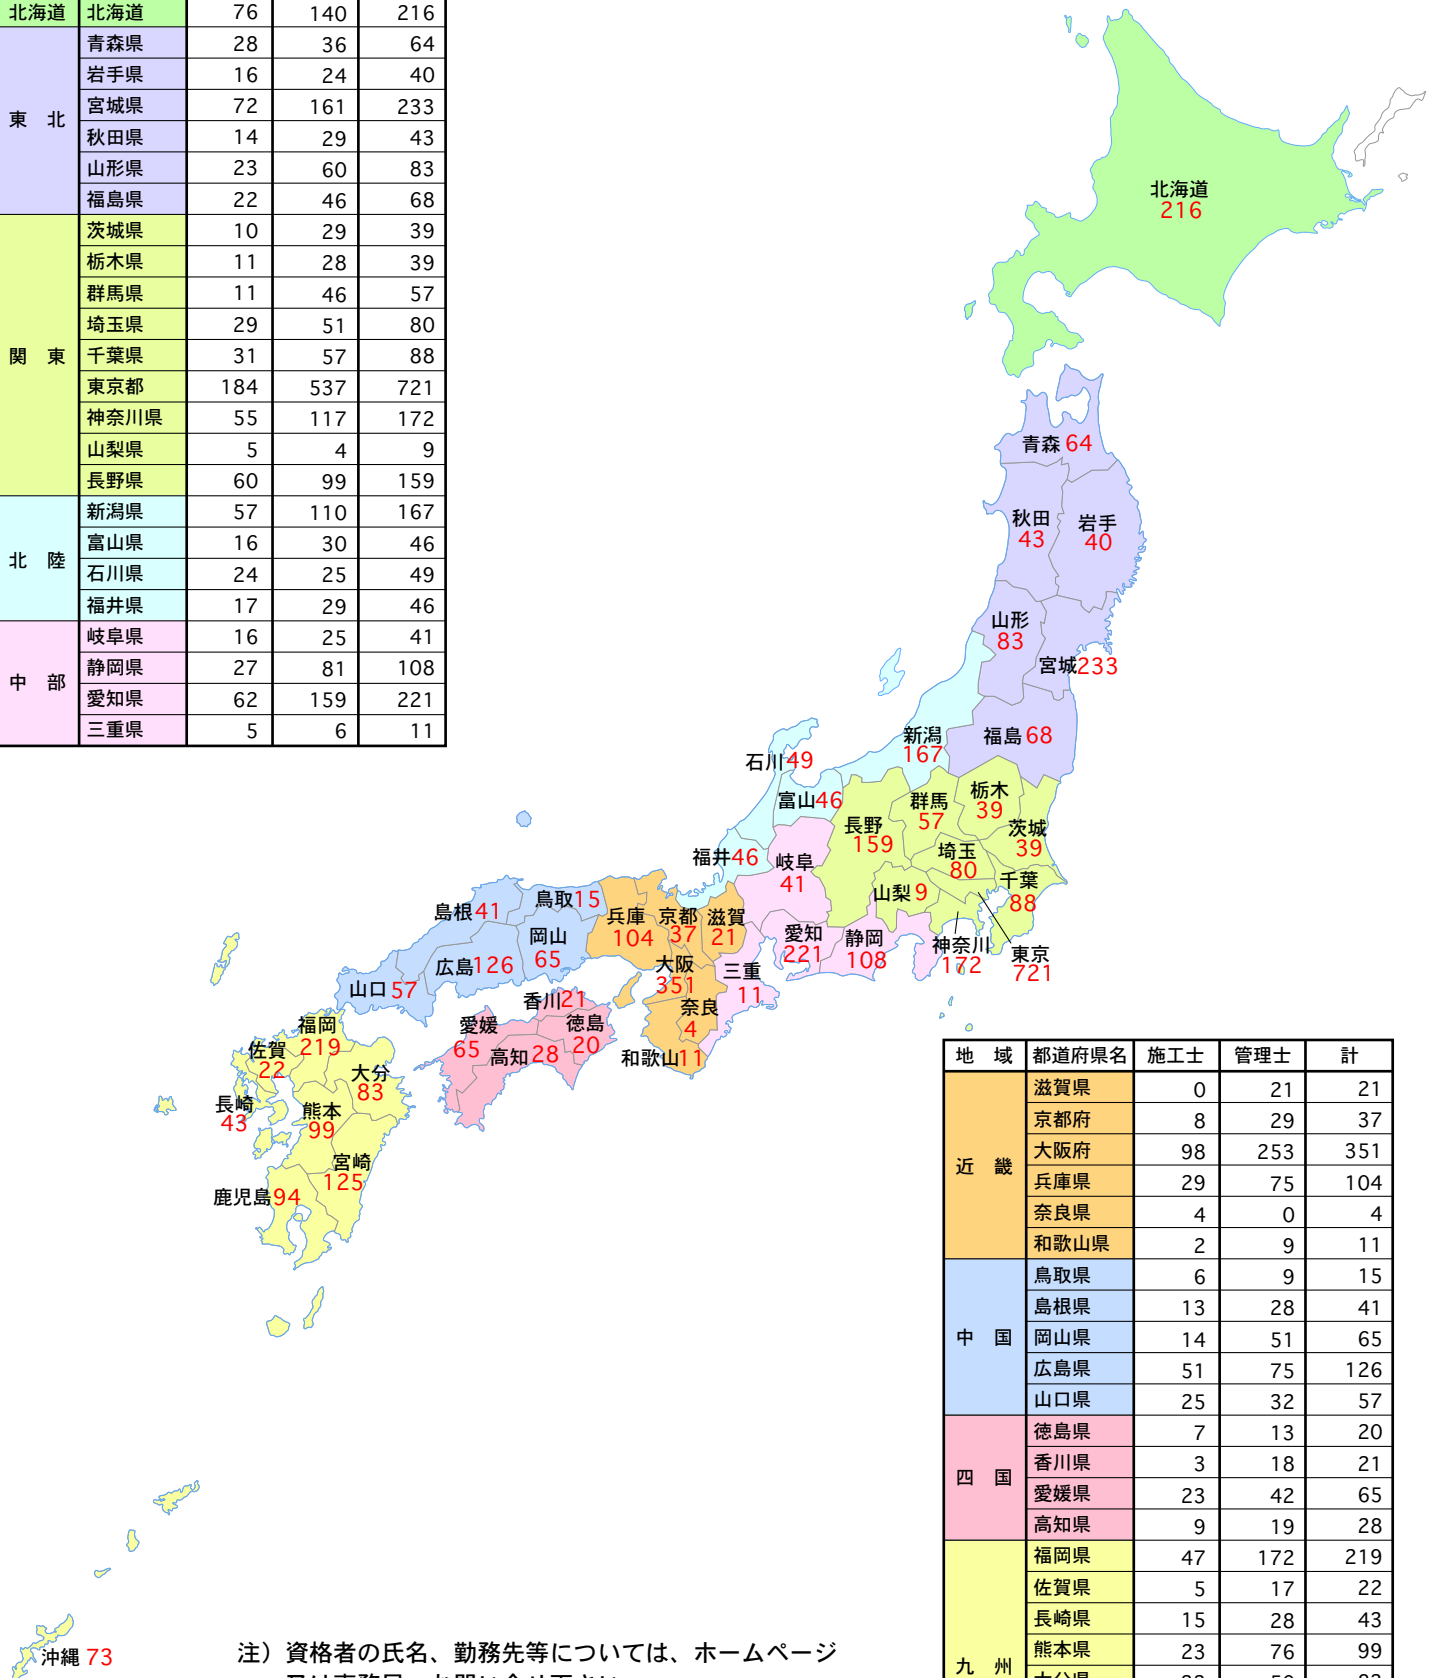 北海道 北海道 76 140 216
東 北 青森県 28 36 64
岩手県 16 24 40
宮城県 72 161 233
秋田県 14 29 43
山形県 23 60 83
福島県 22 46 68
関 東 茨城県 10 29 39
栃木県 11 28 39
群馬県 11 46 57
埼玉県 29 51 80
千葉県 31 57 88
東京都 184 537 721
神奈川県 55 117 172
山梨県 5 4 9
長野県 60 99 159
北 陸 新潟県 57 110 167
富山県 16 30 46
石川県 24 25 49
福井県 17 29 46
中 部 岐阜県 16 25 41
静岡県 27 81 108
愛知県 62 159 221
三重県 5 6 11
北海道
216
青森 64
秋田
43
岩手
40
山形
83
宮城233
福島 68
新潟
167
石川49
富山46
福井46
岐阜
41
長野
159
群馬
57
栃木
39
茨城
39
埼玉
80
千葉
88
山梨 9
神奈川
172
東京
721
愛知
221
静岡
108
三重
11
滋賀
21
京都
37
兵庫
104
大阪
351
奈良
4
和歌山11
鳥取15
島根41
岡山
65
広島126
山口57
香川21
徳島
20
愛媛
65
高知28
福岡
219
佐賀
22
大分
83
長崎
43
熊本
99
宮崎
125
鹿児島94
沖縄 73
地 域 都道府県名 施工士 管理士 計
近 畿 滋賀県 0 21 21
京都府 8 29 37
大阪府 98 253 351
兵庫県 29 75 104
奈良県 4 0 4
和歌山県 2 9 11
中 国 鳥取県 6 9 15
島根県 13 28 41
岡山県 14 51 65
広島県 51 75 126
山口県 25 32 57
四 国 徳島県 7 13 20
香川県 3 18 21
愛媛県 23 42 65
高知県 9 19 28
九 州 福岡県 47 172 219
佐賀県 5 17 22
長崎県 15 28 43
熊本県 23 76 99
注）資格者の氏名、勤務先等については、ホームページ